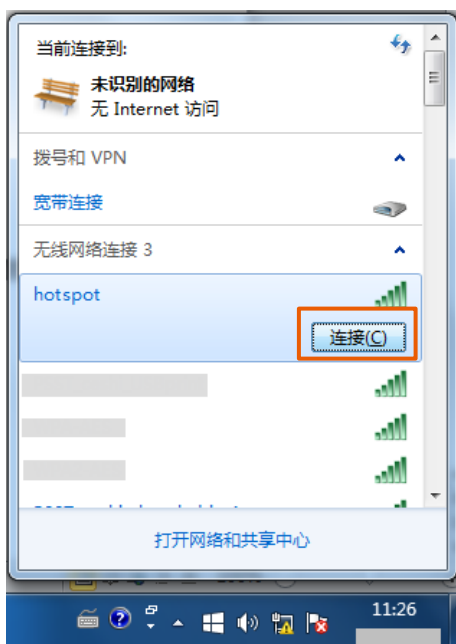 当前连接到:
未识别的网络
无 Internet 访问
拨号和 VPN
宽带连接
无线网络连接 3
hotspot
连接(C)
打开网络和共享中心
11:26